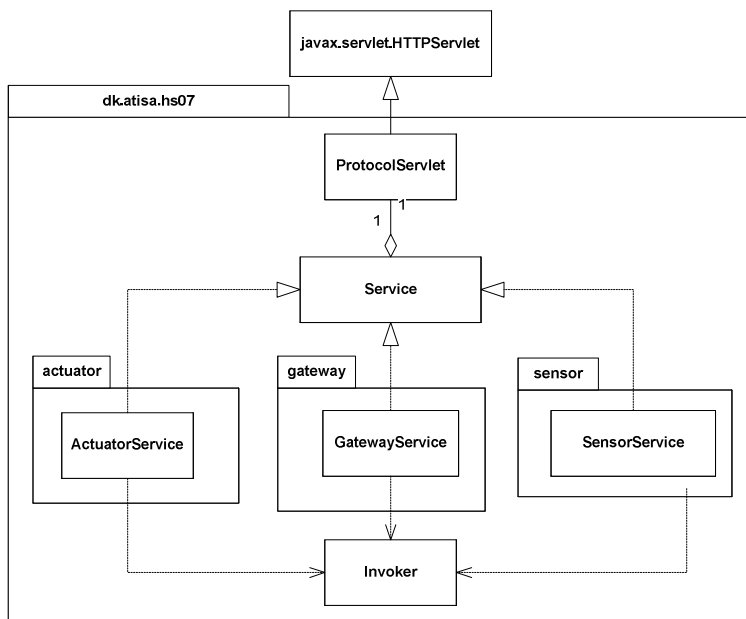 javax.servlet.HTTPServlet
dk.atisa.hs07
ProtocolServlet
1
1
Service
actuator
gateway
sensor
ActuatorService
GatewayService
SensorService
Invoker